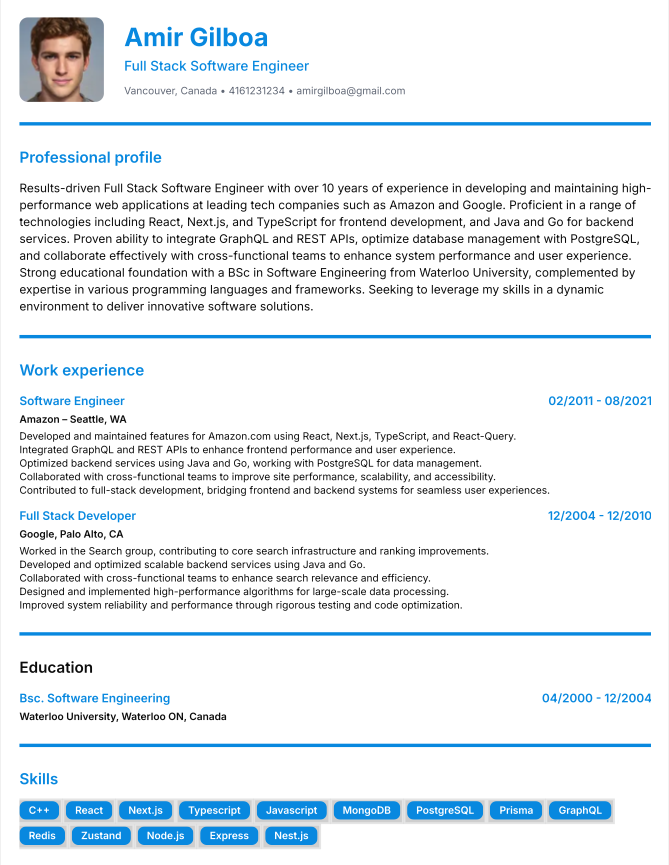 Amir Gilboa
Full Stack Software Engineer
Vancouver, Canada • 4161231234 • amirgilboa@gmail.com
Professional profile
Results-driven Full Stack Software Engineer with over 10 years of experience in developing and maintaining high-
performance web applications at leading tech companies such as Amazon and Google. Proficient in a range of
technologies including React, Next.js, and TypeScript for frontend development, and Java and Go for backend
services. Proven ability to integrate GraphQL and REST APIs, optimize database management with PostgreSQL,
and collaborate effectively with cross-functional teams to enhance system performance and user experience.
Strong educational foundation with a BSc in Software Engineering from Waterloo University, complemented by
expertise in various programming languages and frameworks. Seeking to leverage my skills in a dynamic
environment to deliver innovative software solutions.
Work experience
Software Engineer 02/2011 - 08/2021
Amazon – Seattle, WA
Developed and maintained features for Amazon.com using React, Next.js, TypeScript, and React-Query.
Integrated GraphQL and REST APIs to enhance frontend performance and user experience.
Optimized backend services using Java and Go, working with PostgreSQL for data management.
Collaborated with cross-functional teams to improve site performance, scalability, and accessibility.
Contributed to full-stack development, bridging frontend and backend systems for seamless user experiences.
Full Stack Developer 12/2004 - 12/2010
Google, Palo Alto, CA
Worked in the Search group, contributing to core search infrastructure and ranking improvements.
Developed and optimized scalable backend services using Java and Go.
Collaborated with cross-functional teams to enhance search relevance and efficiency.
Designed and implemented high-performance algorithms for large-scale data processing.
Improved system reliability and performance through rigorous testing and code optimization.
Education
Bsc. Software Engineering 04/2000 - 12/2004
Waterloo University, Waterloo ON, Canada
Skills
C++ React Next.js Typescript Javascript MongoDB PostgreSQL Prisma GraphQL
Redis Zustand Node.js Express Nest.js